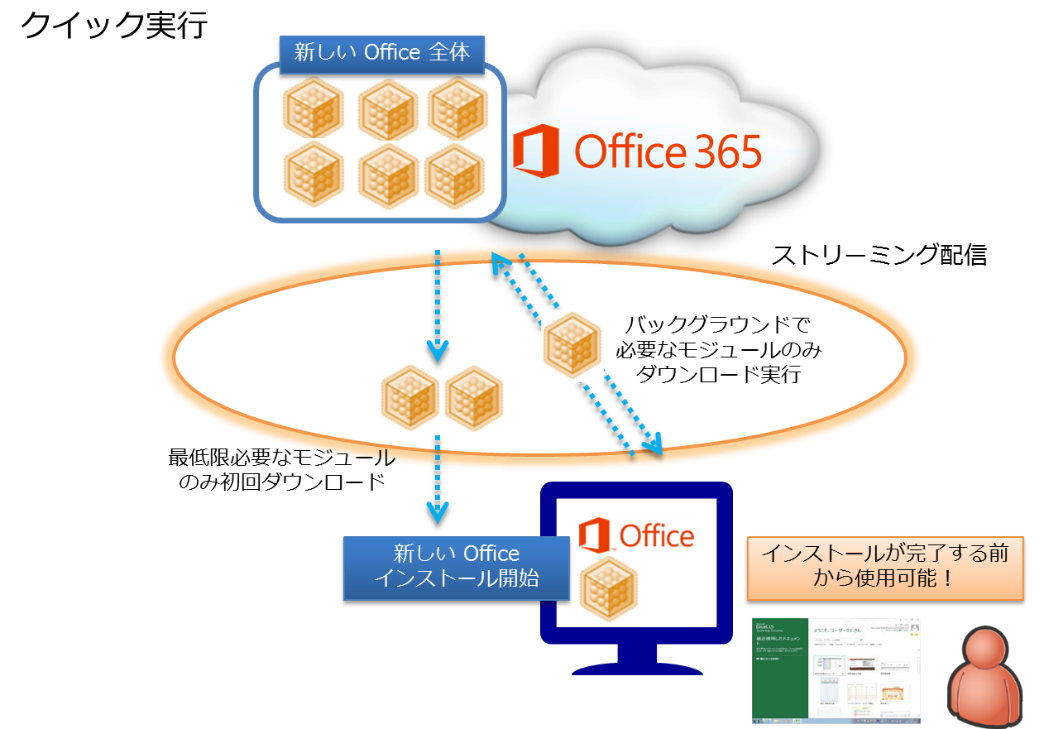 クイック実行
新しい Office 全体
Office 365
ストリーミング配信
バックグラウンドで
必要なモジュールのみ
ダウンロード実行
最低限必要なモジュール
のみ初回ダウンロード
Office
新しい Office
インストール開始
インストールが完了する前
から使用可能！